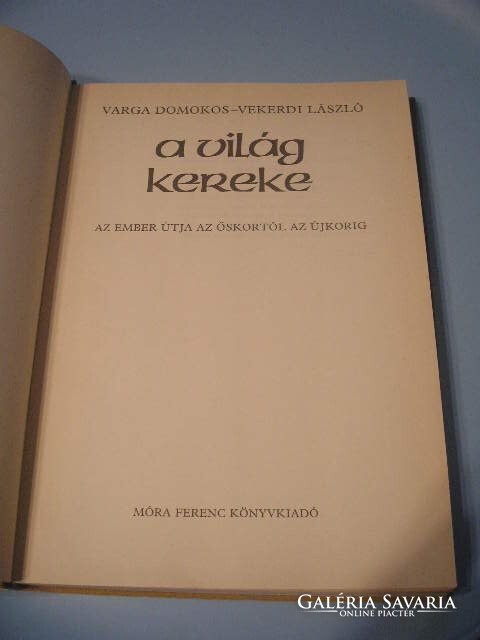 VARGA DOMOKOS–VEKERDI LÁSZLÓ
a világ
kereke
AZ EMBER ÚTJA AZ ŐSKORTÓL AZ ÚJKORIG
MÓRA FERENC KÖNYVKIADÓ
GALÉRIA SAVARIA
ONLINE PIACTÉR